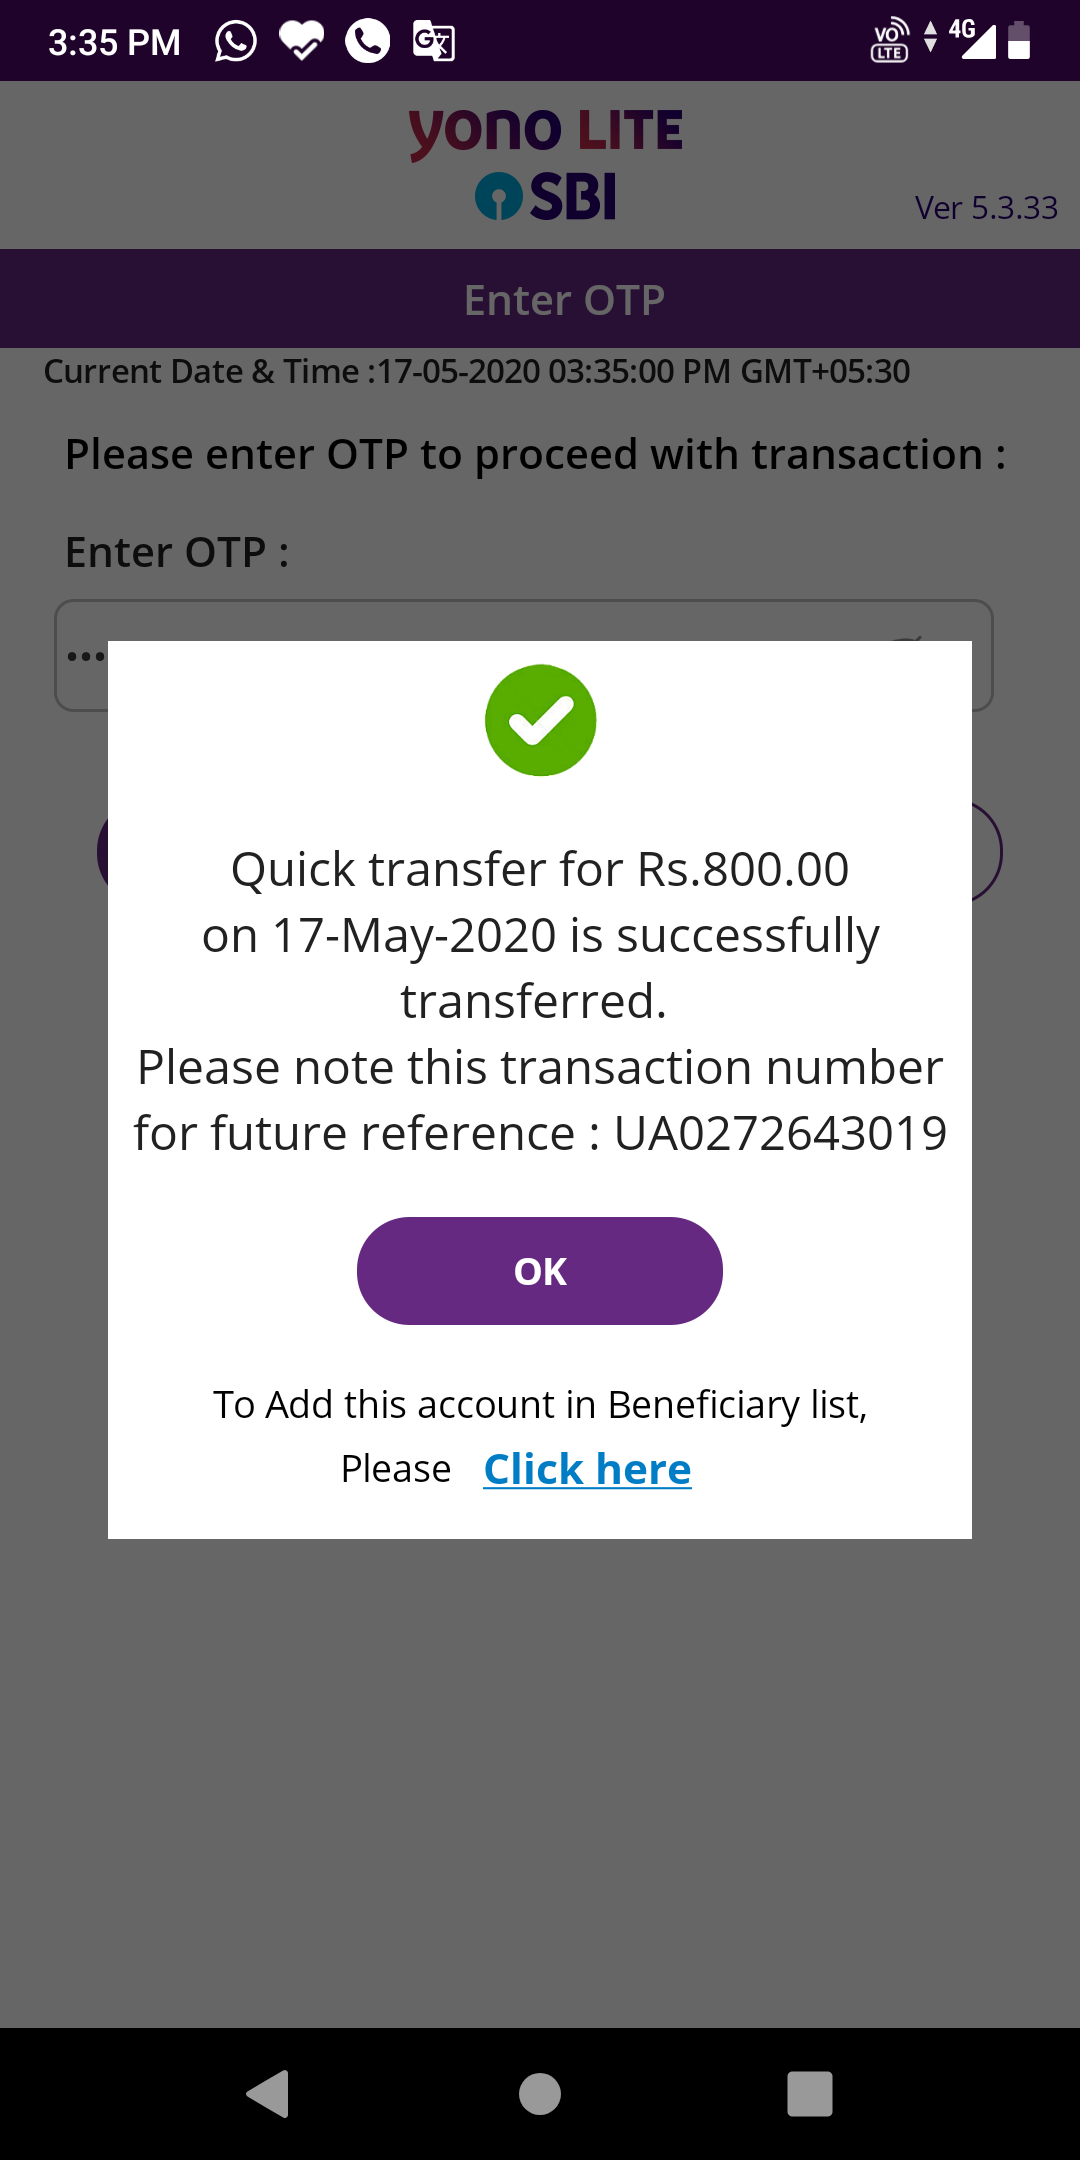 3:35 PM
VO LTE 4G
yono LITE
SBI
Ver 5.3.33
Enter OTP
Current Date & Time :17-05-2020 03:35:00 PM GMT+05:30
Please enter OTP to proceed with transaction :
Enter OTP :
•••
Quick transfer for Rs.800.00
on 17-May-2020 is successfully
transferred.
Please note this transaction number
for future reference : UA0272643019
OK
To Add this account in Beneficiary list,
Please Click here